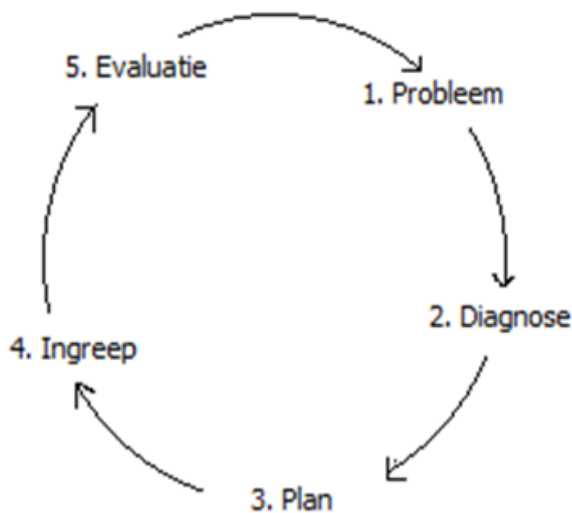 1. Probleem
2. Diagnose
3. Plan
4. Ingreep
5. Evaluatie